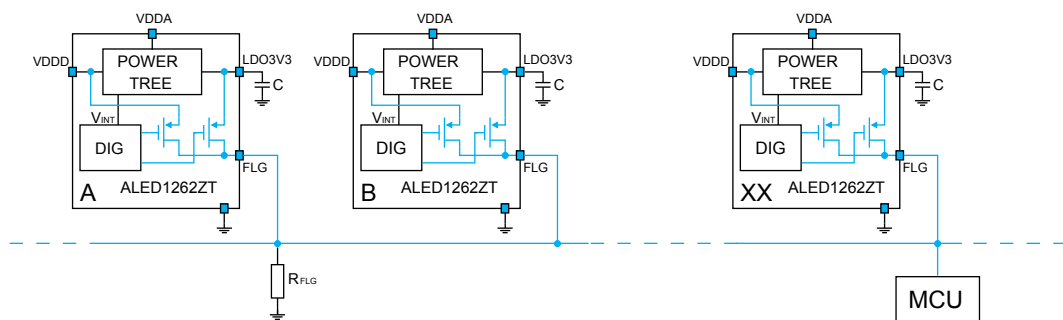 VDDA
VDDD
POWER
TREE
LDO3V3
C
VINT
DIG
FLG
ALED1262ZT
A
VDDA
VDDD
POWER
TREE
LDO3V3
C
VINT
DIG
FLG
ALED1262ZT
B
VDDA
VDDD
POWER
TREE
LDO3V3
C
VINT
DIG
FLG
ALED1262ZT
XX
RFLG
MCU